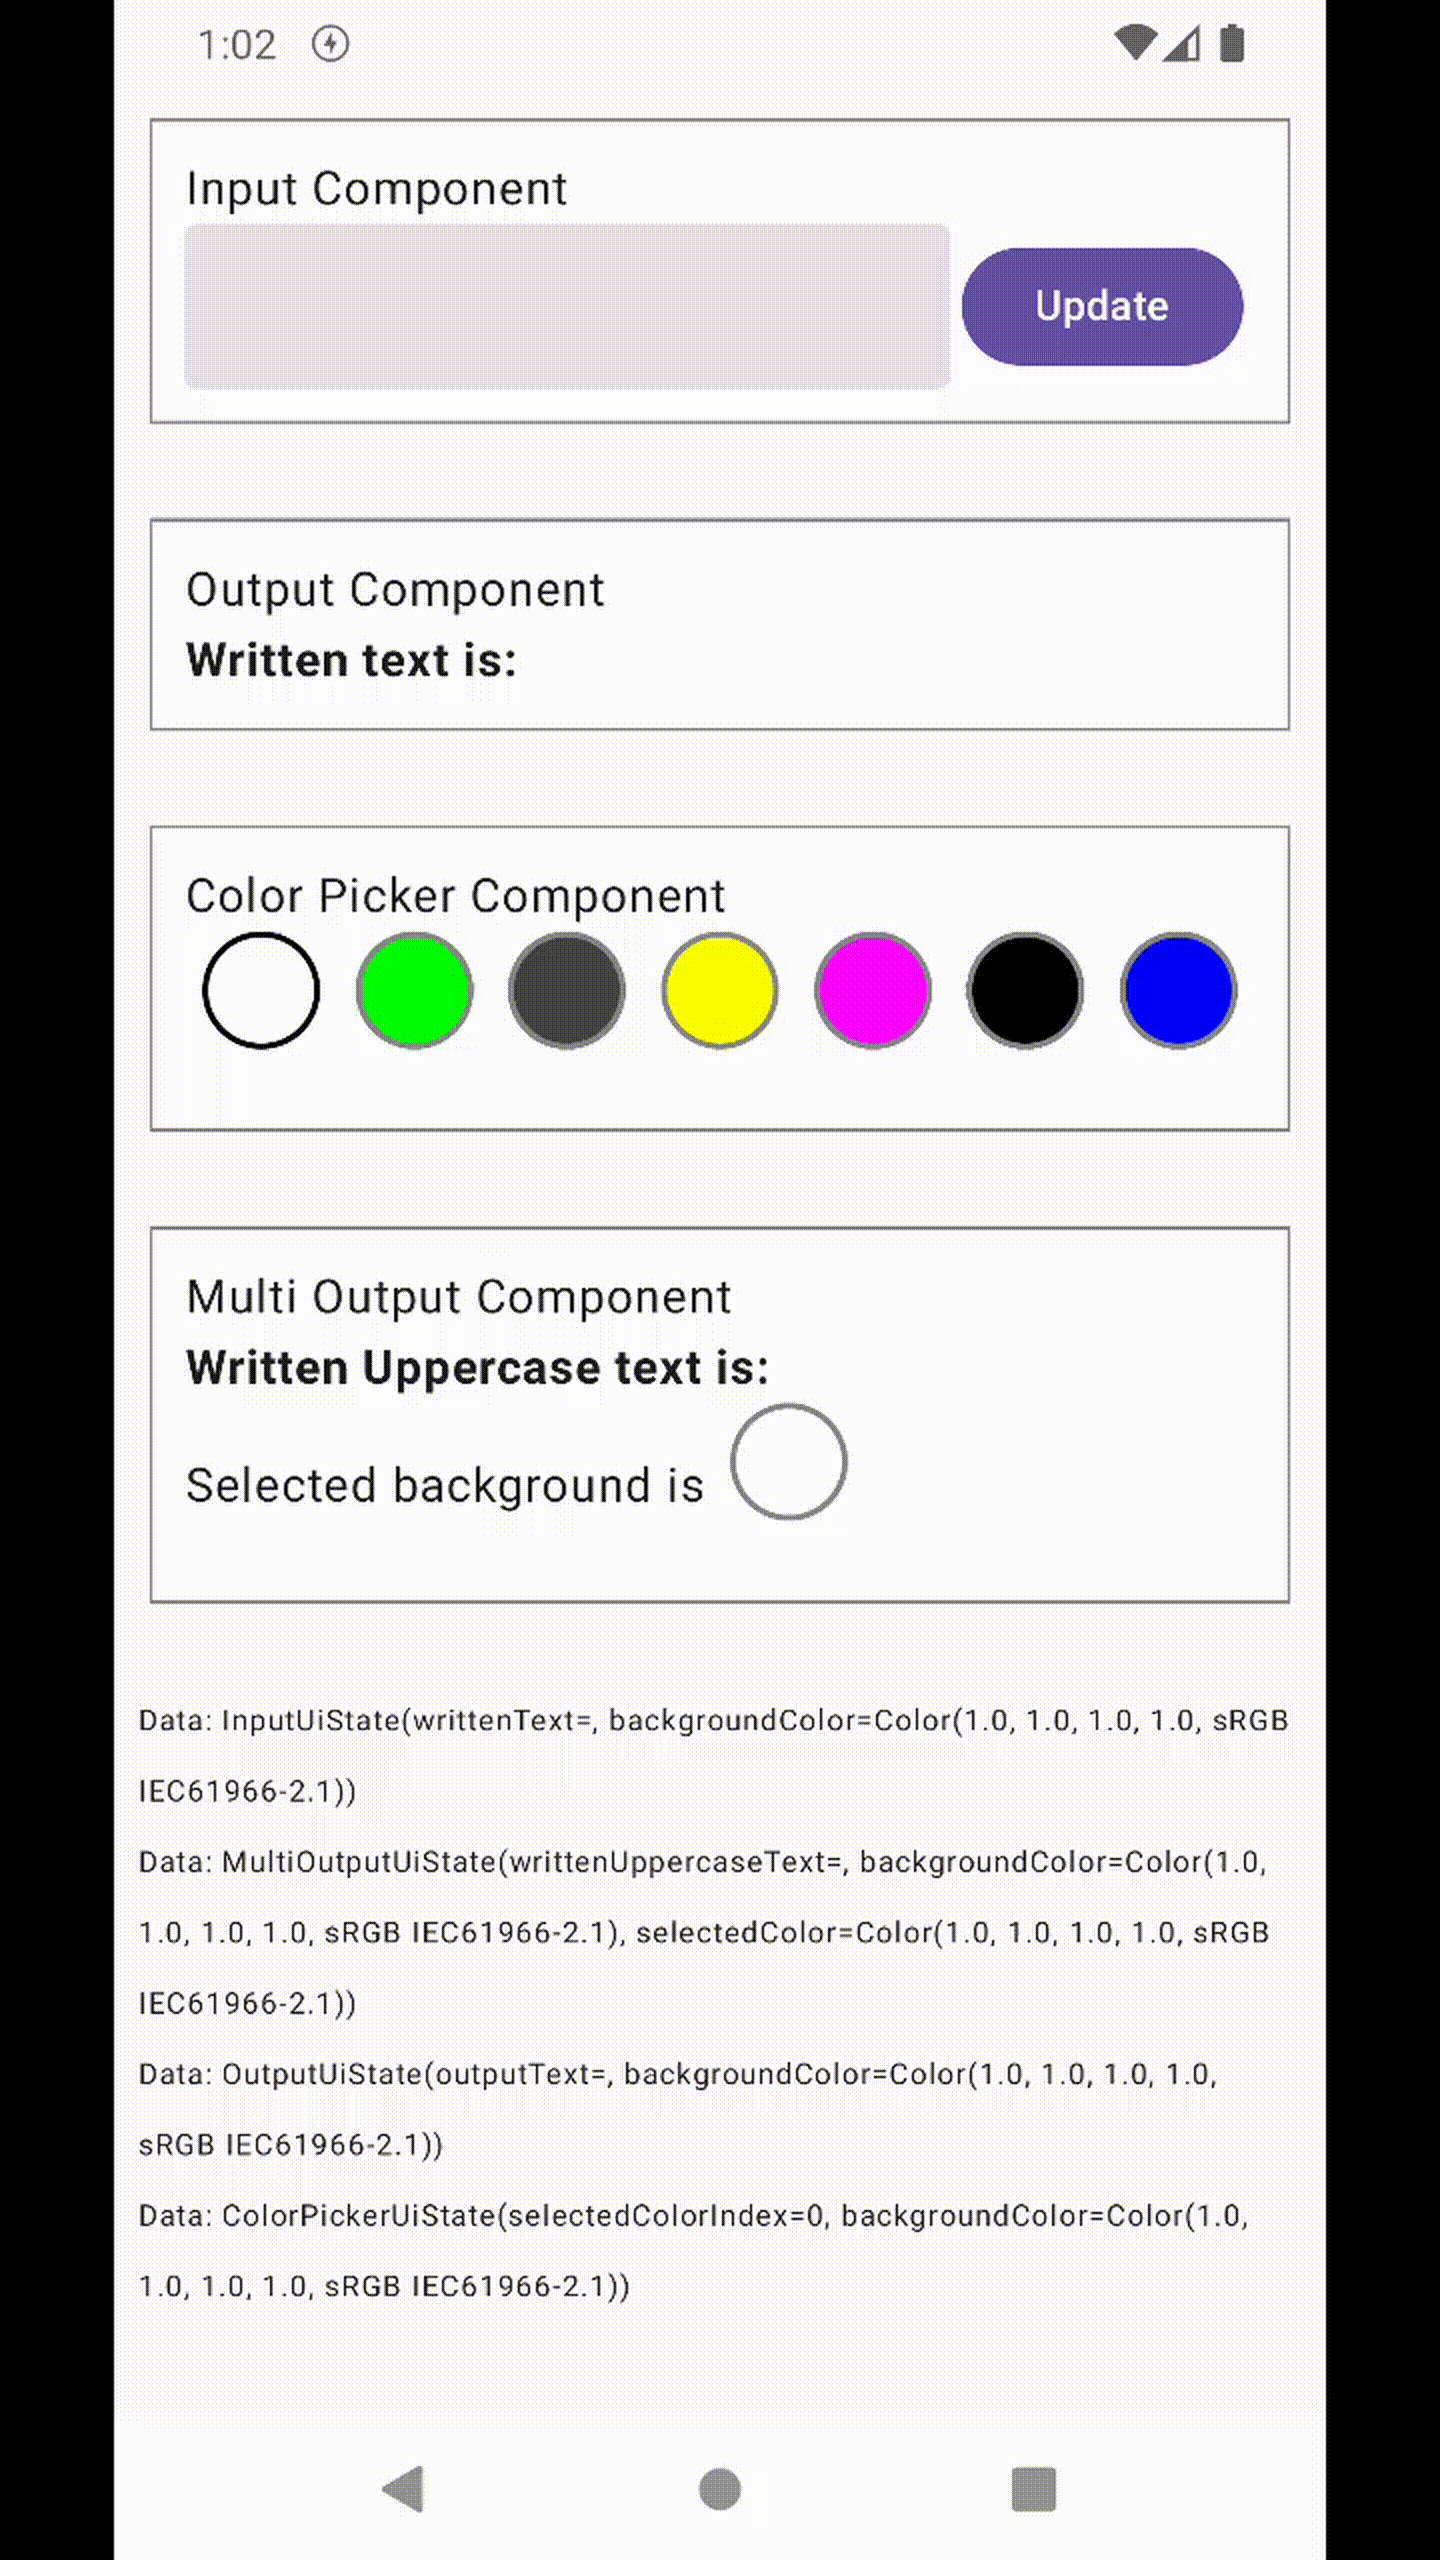 1:02
Input Component
Update
Output Component
Written text is:
Color Picker Component
Multi Output Component
Written Uppercase text is:
Selected background is
Data: InputUiState(writtenText=, backgroundColor=Color(1.0, 1.0, 1.0, 1.0, sRGB
IEC61966-2.1))
Data: MultiOutputUiState(writtenUppercaseText=, backgroundColor=Color(1.0,
1.0, 1.0, 1.0, sRGB IEC61966-2.1), selectedColor=Color(1.0, 1.0, 1.0, 1.0, sRGB
IEC61966-2.1))
Data: OutputUiState(outputText=, backgroundColor=Color(1.0, 1.0, 1.0, 1.0,
sRGB IEC61966-2.1))
Data: ColorPickerUiState(selectedColorIndex=0, backgroundColor=Color(1.0,
1.0, 1.0, 1.0, sRGB IEC61966-2.1))